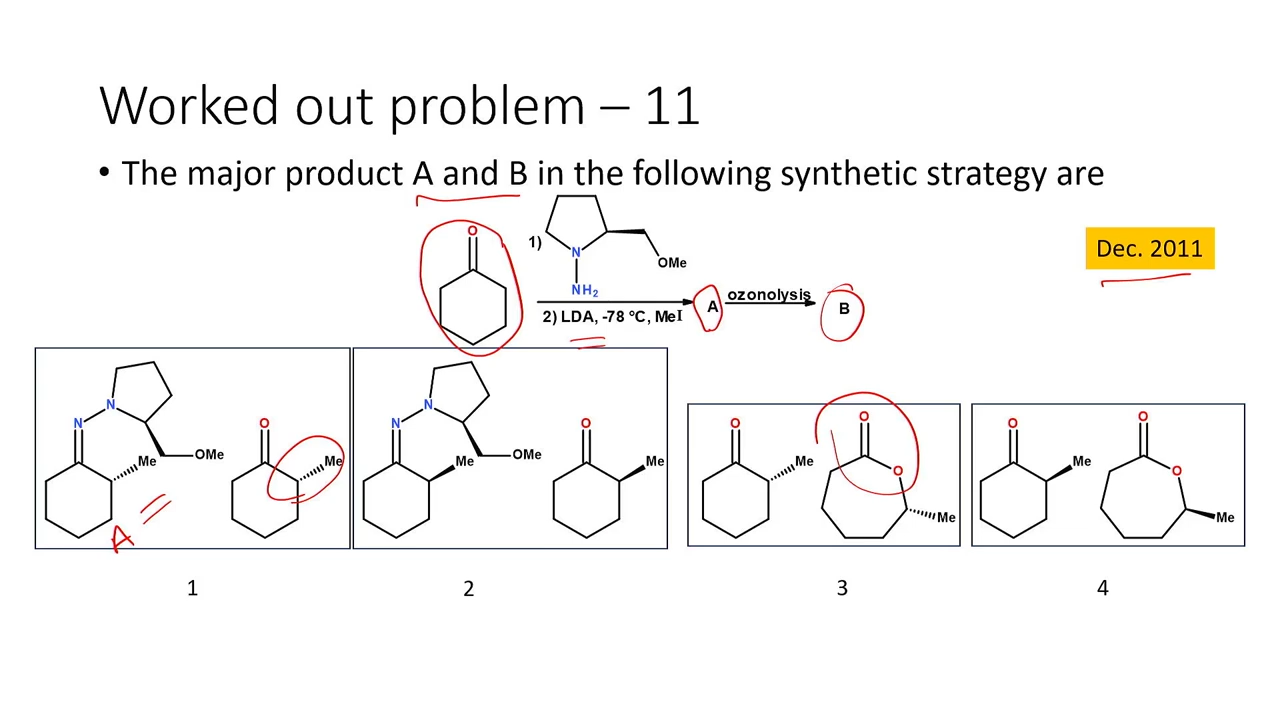 Worked out problem – 11
• The major product A and B in the following synthetic strategy are
Dec. 2011
O
1)
N
NH2
OMe
2) LDA, -78 °C, MeI
A
ozonolysis
B
N
N
OMe
Me
O
Me
A
N
N
OMe
Me
O
Me
O
Me
O
O
Me
O
Me
O
O
Me
1
2
3
4